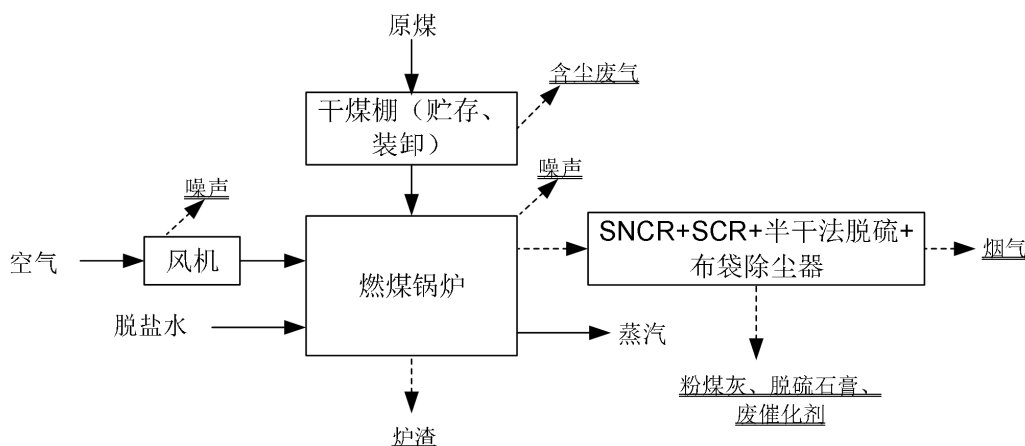 原煤
含尘废气
干煤棚（贮存、
装卸）
噪声
噪声
SNCR+SCR+半干法脱硫+
布袋除尘器
空气
风机
燃煤锅炉
烟气
脱盐水
蒸汽
粉煤灰、脱硫石膏、
废催化剂
炉渣